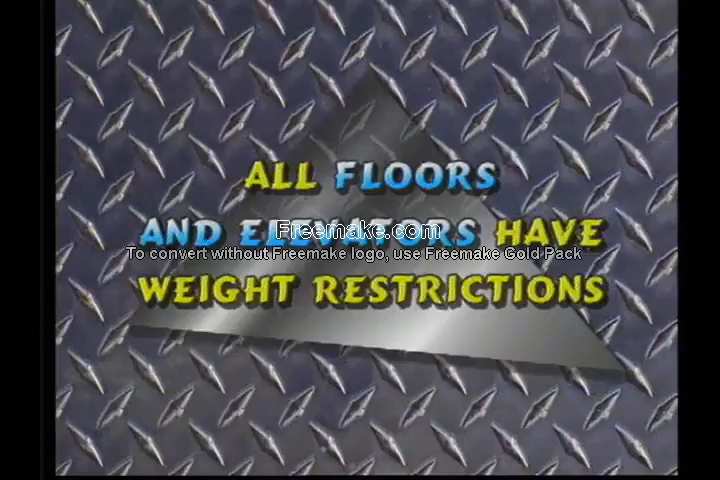 ALL FLOORS
AND ELEVATORS HAVE
Freemake.com
To convert without Freemake logo, use Freemake Gold Pack
WEIGHT RESTRICTIONS